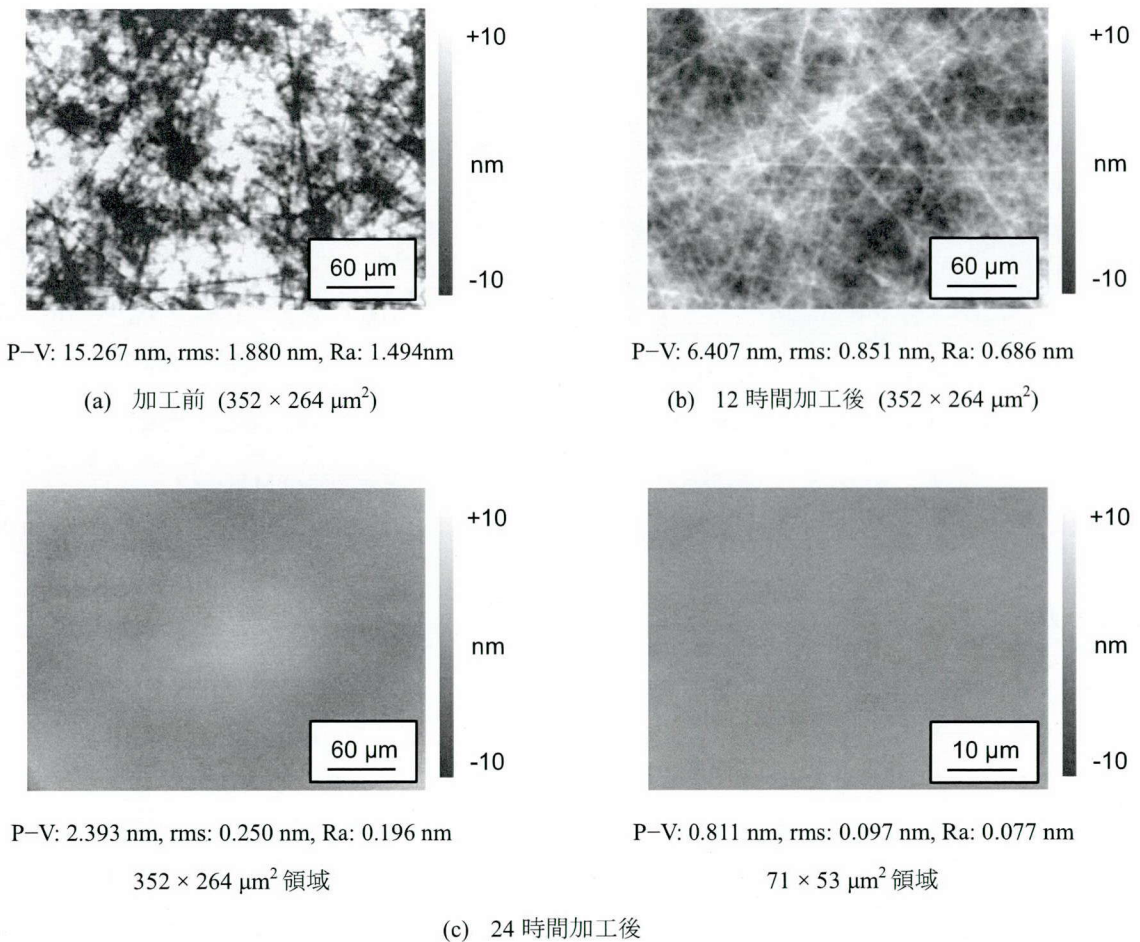 +10
nm
-10
60 µm
P−V: 15.267 nm, rms: 1.880 nm, Ra: 1.494nm
(a) 加工前 (352 × 264 µm²)
+10
nm
-10
60 µm
P−V: 6.407 nm, rms: 0.851 nm, Ra: 0.686 nm
(b) 12 時間加工後 (352 × 264 µm²)
+10
nm
-10
60 µm
P−V: 2.393 nm, rms: 0.250 nm, Ra: 0.196 nm
352 × 264 µm² 領域
+10
nm
-10
10 µm
P−V: 0.811 nm, rms: 0.097 nm, Ra: 0.077 nm
71 × 53 µm² 領域
(c) 24 時間加工後